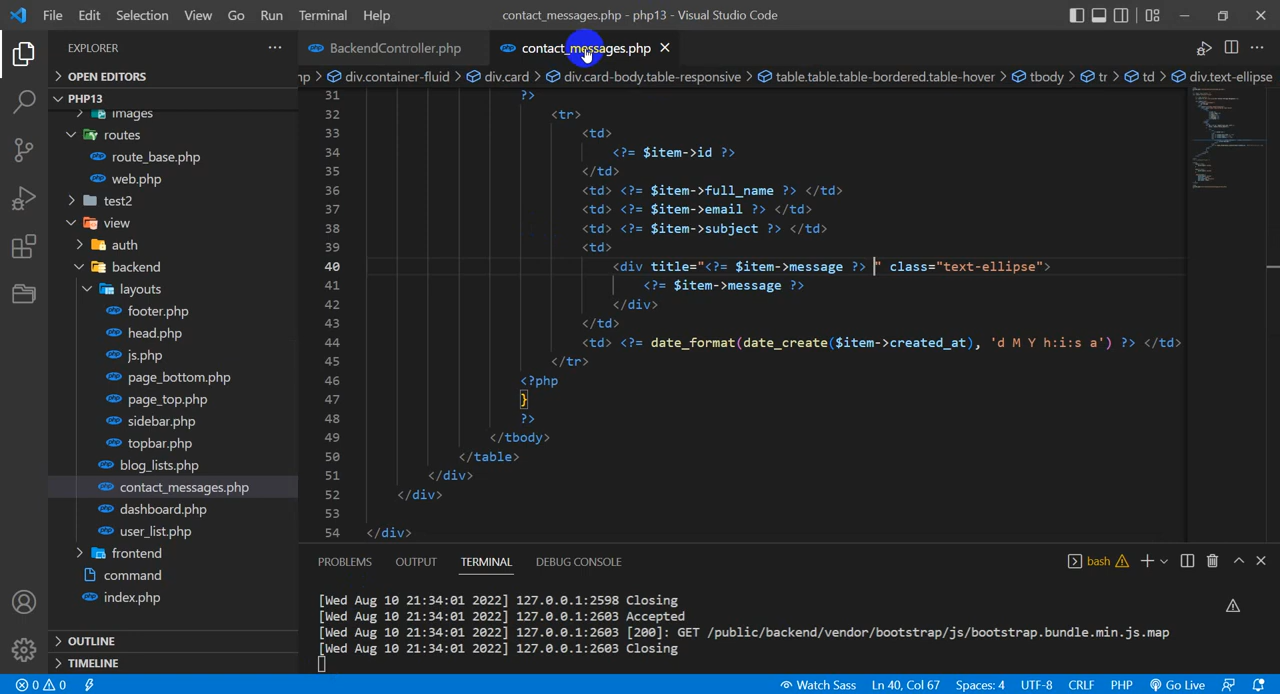 File Edit Selection View Go Run Terminal Help contact_messages.php - php13 - Visual Studio Code
EXPLORER
OPEN EDITORS
PHP13
images
routes
route_base.php
web.php
test2
view
auth
backend
layouts
footer.php
head.php
js.php
page_bottom.php
page_top.php
sidebar.php
topbar.php
blog_lists.php
contact_messages.php
dashboard.php
user_list.php
frontend
command
index.php
OUTLINE
TIMELINE
BackendController.php contact_messages.php
np > div.container-fluid > div.card > div.card-body.table-responsive > table.table.table-bordered.table-hover > tbody > tr > td > div.text-ellipse
31 ?>
32 <tr>
33 <td>
34 <?= $item->id ?>
35 </td>
36 <td> <?= $item->full_name ?> </td>
37 <td> <?= $item->email ?> </td>
38 <td> <?= $item->subject ?> </td>
39 <td>
40 <div title="<?= $item->message ?> " class="text-ellipse">
41 <?= $item->message ?>
42 </div>
43 </td>
44 <td> <?= date_format(date_create($item->created_at), 'd M Y h:i:s a') ?> </td>
45 </tr>
46 <?php
47 }
48 ?>
49 </tbody>
50 </table>
51 </div>
52 </div>
53
54 </div>
PROBLEMS OUTPUT TERMINAL DEBUG CONSOLE bash
[Wed Aug 10 21:34:01 2022] 127.0.0.1:2598 Closing
[Wed Aug 10 21:34:01 2022] 127.0.0.1:2603 Accepted
[Wed Aug 10 21:34:01 2022] 127.0.0.1:2603 [200]: GET /public/backend/vendor/bootstrap/js/bootstrap.bundle.min.js.map
[Wed Aug 10 21:34:01 2022] 127.0.0.1:2603 Closing
0 0 Watch Sass Ln 40, Col 67 Spaces: 4 UTF-8 CRLF PHP Go Live